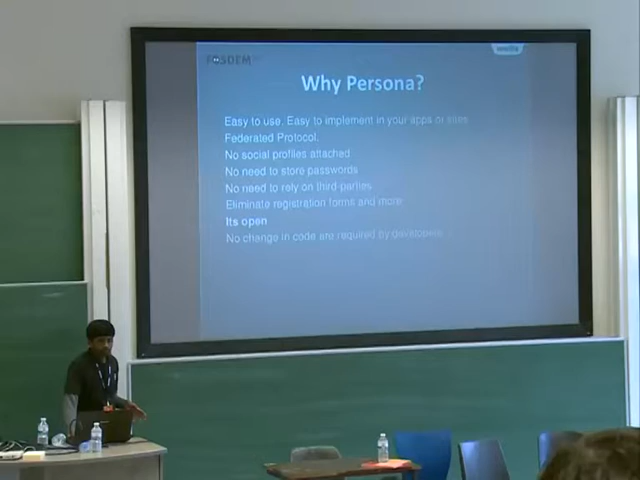 FOSDEM
mozilla
Why Persona?
Easy to use. Easy to implement in your apps or sites
Federated Protocol.
No social profiles attached
No need to store passwords
No need to rely on third-parties
Eliminate registration forms and more
Its open
No change in code are required by developers